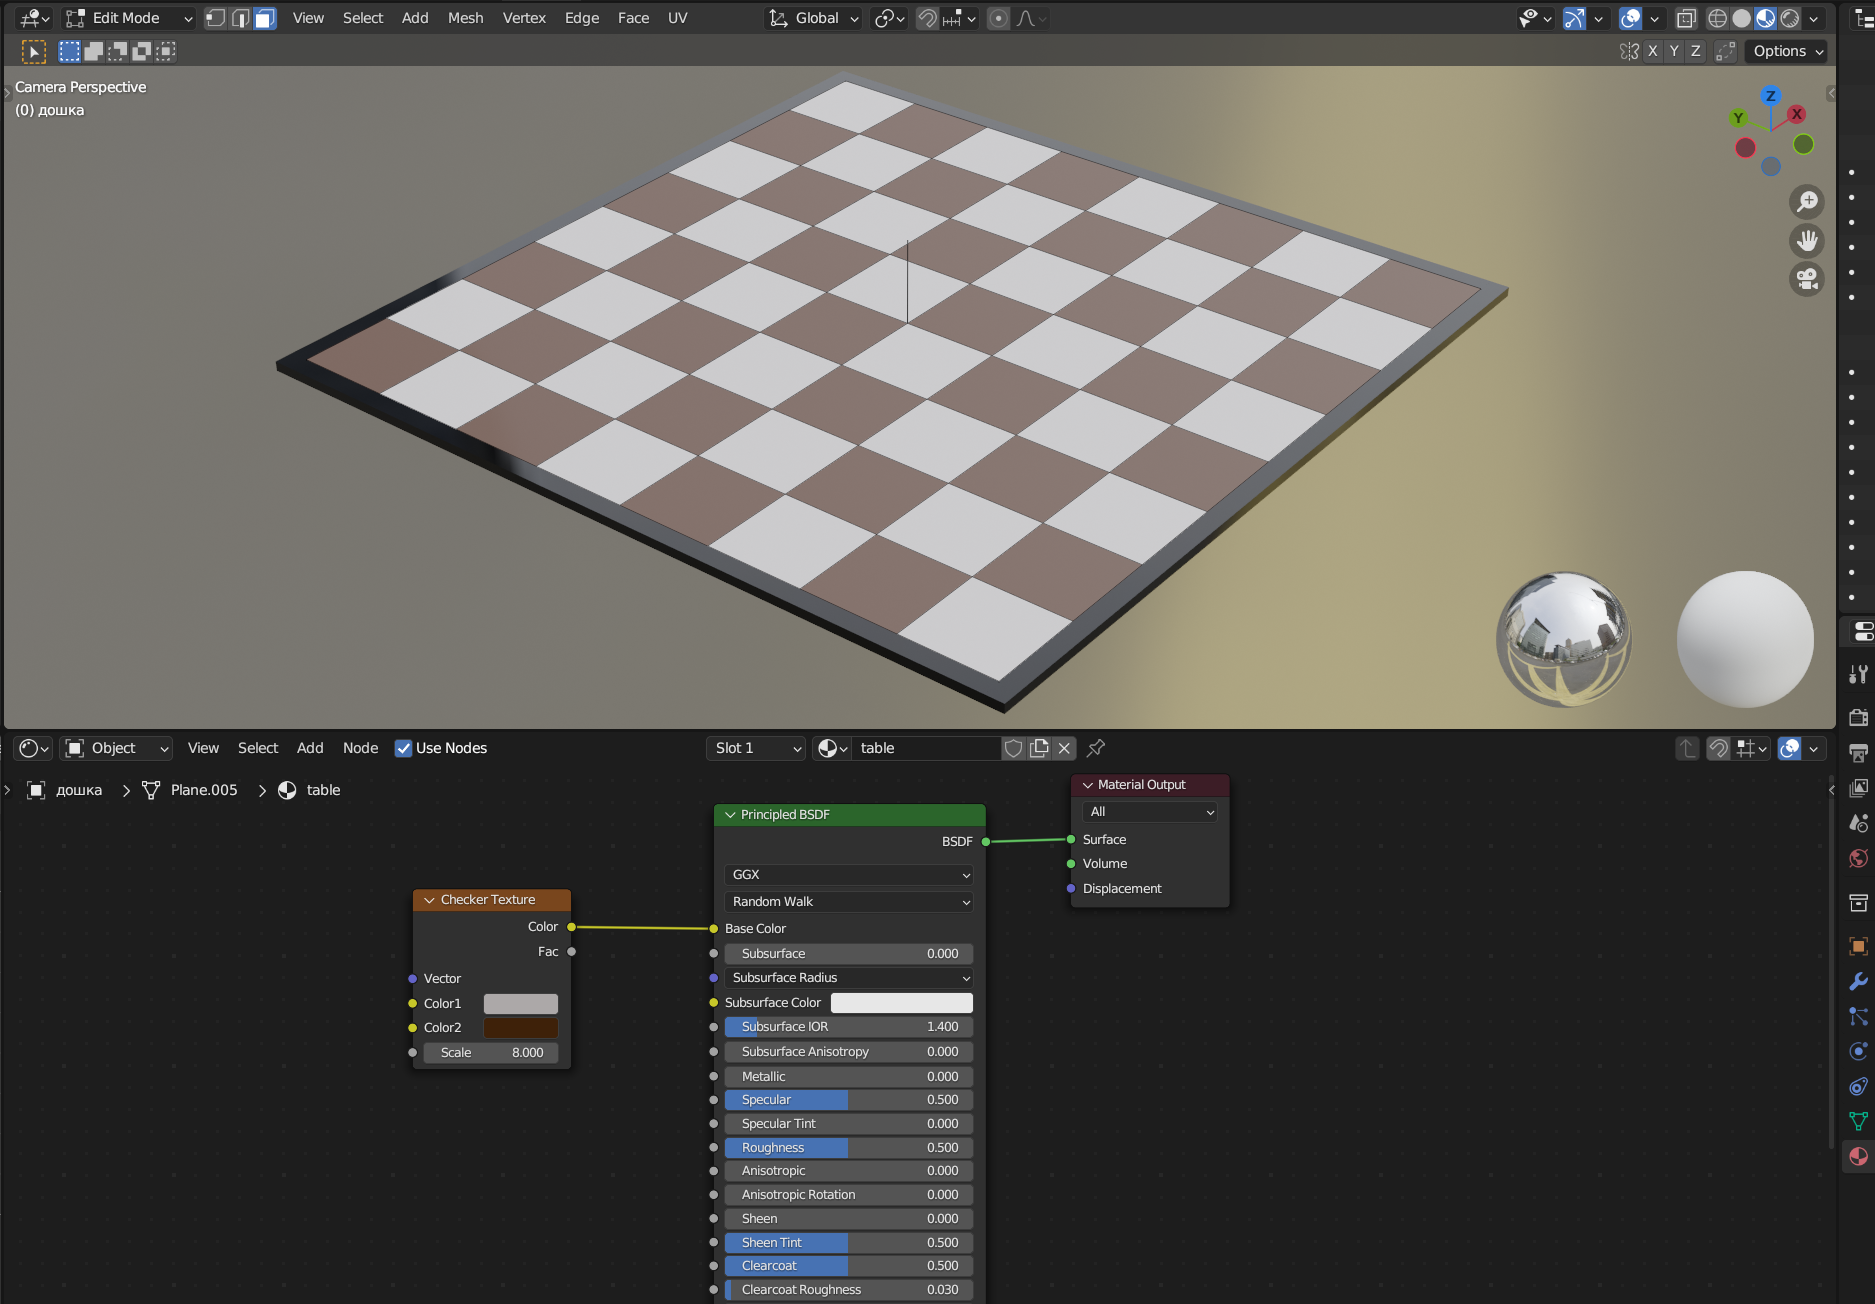 Edit Mode View Select Add Mesh Vertex Edge Face UV Global
X Y Z Options
Camera Perspective
(0) дошка
Z
Y X
Object View Select Add Node Use Nodes Slot 1 table
дошка Plane.005 table
Material Output
All
Surface
Volume
Displacement
Principled BSDF
BSDF
GGX
Random Walk
Base Color
Subsurface 0.000
Subsurface Radius
Subsurface Color
Subsurface IOR 1.400
Subsurface Anisotropy 0.000
Metallic 0.000
Specular 0.500
Specular Tint 0.000
Roughness 0.500
Anisotropic 0.000
Anisotropic Rotation 0.000
Sheen 0.000
Sheen Tint 0.500
Clearcoat 0.500
Clearcoat Roughness 0.030
Checker Texture
Color
Fac
Vector
Color1
Color2
Scale 8.000